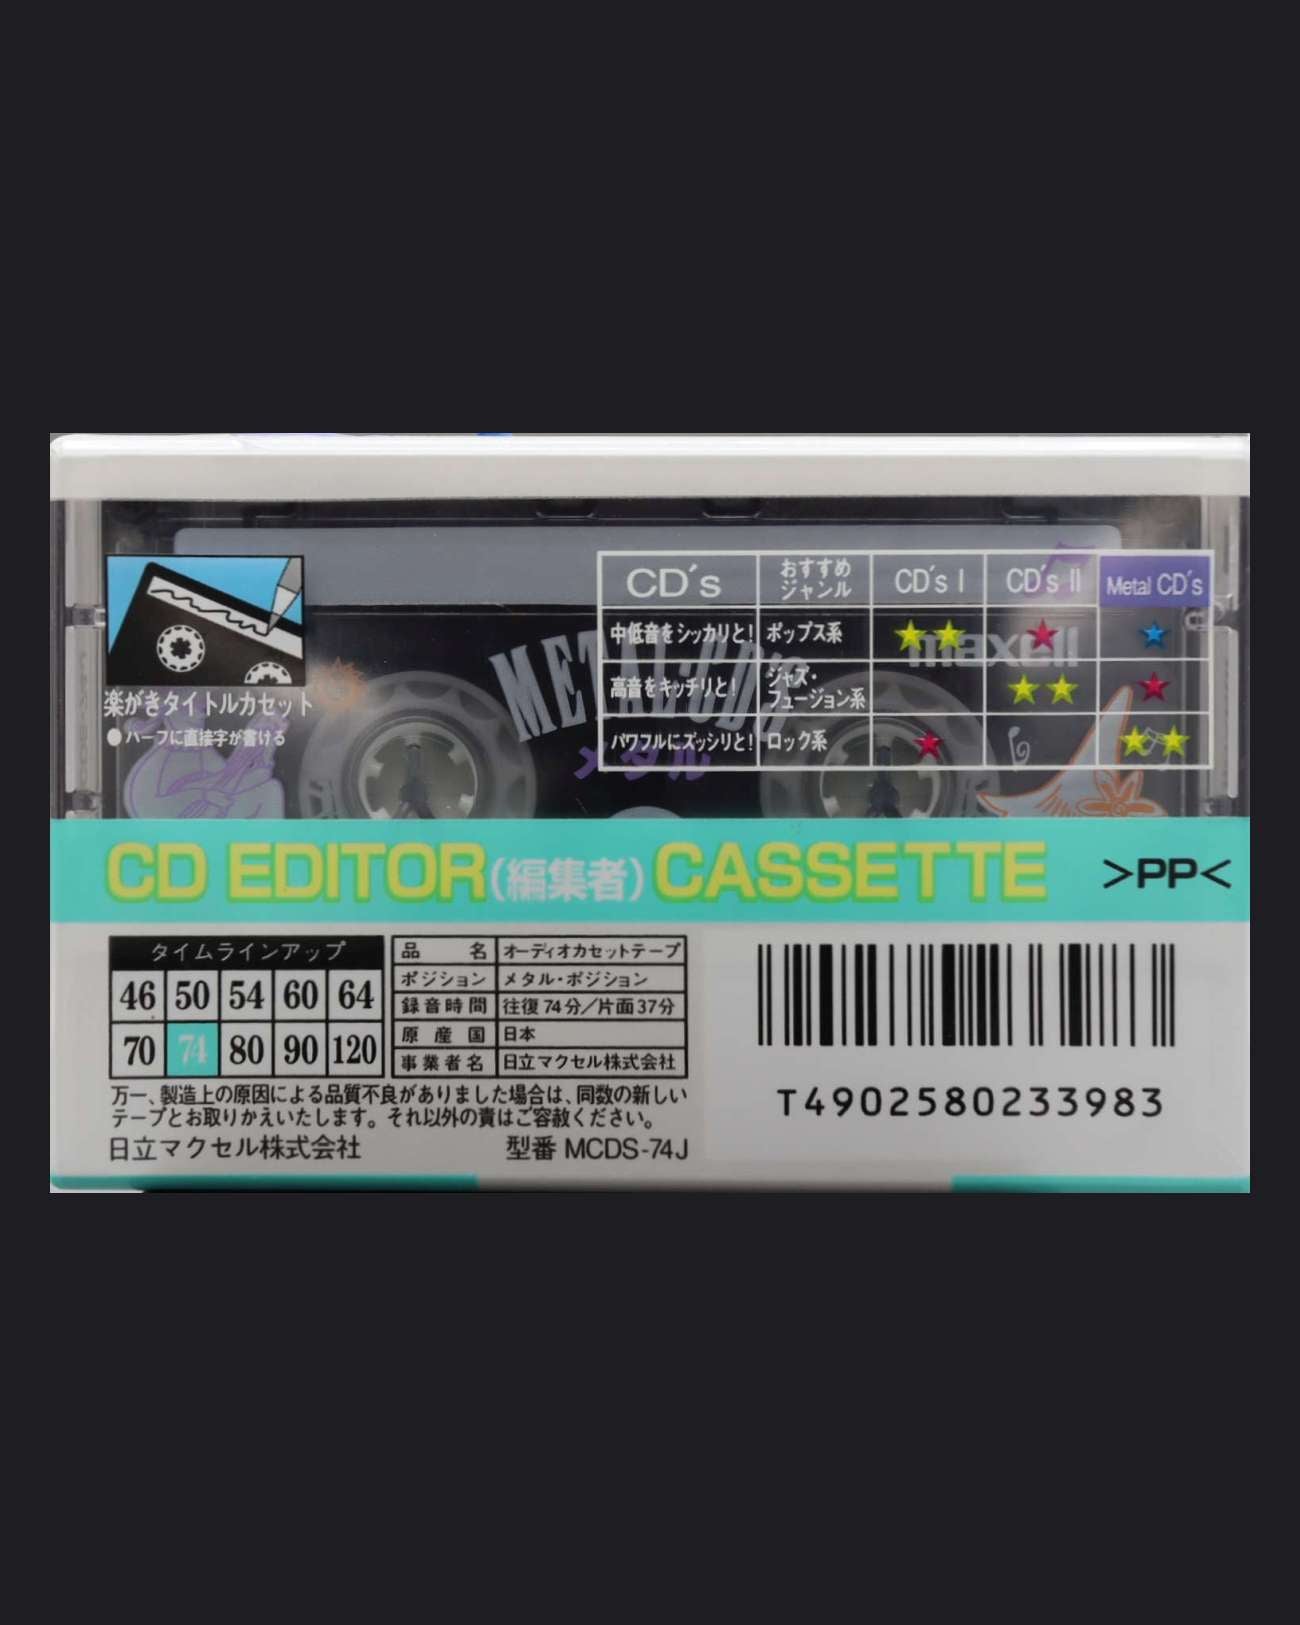 CD's おすすめジャンル CD's I CD's II Metal CD's
中低音をシッカリと! ポップス系 ★★ ★ ★
高音をキッチリと! ジャズ・フュージョン系 ★★ ★
パワフルにズッシリと! ロック系 ★ ★★
METAL CD's
メタル
maxell
楽がきタイトルカセット
●ハーフに直接字が書ける
CD EDITOR(編集者)CASSETTE >PP<
タイムラインアップ
46 50 54 60 64
70 74 80 90 120
品名 オーディオカセットテープ
ポジション メタル・ポジション
録音時間 往復74分/片面37分
原産国 日本
事業者名 日立マクセル株式会社
万一、製造上の原因による品質不良がありました場合は、同数の新しい
テープとお取りかえいたします。それ以外の責はご容赦ください。
日立マクセル株式会社 型番 MCDS-74J
T4902580233983